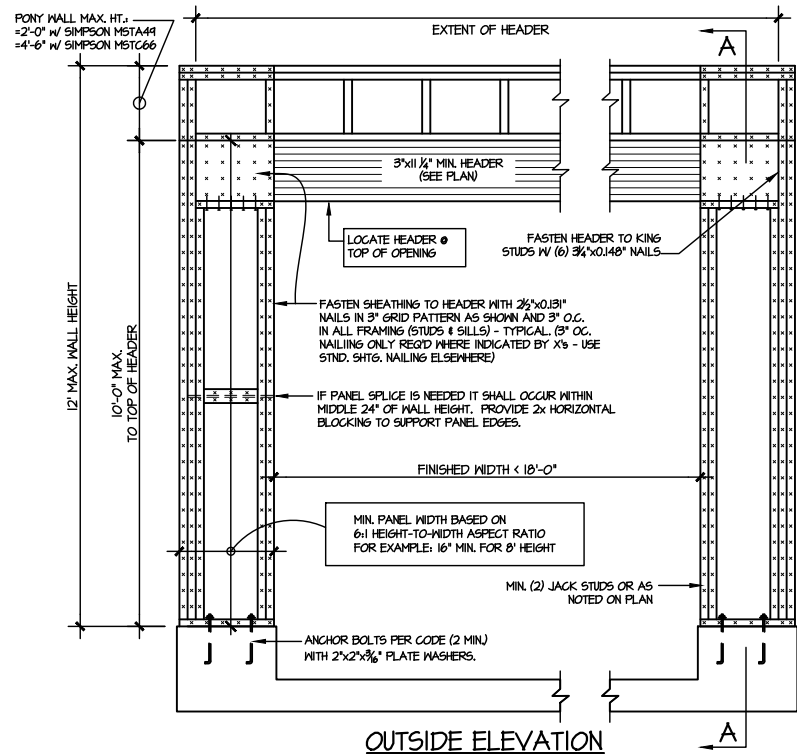 PONY WALL MAX. HT.:
=2'-0" W/ SIMPSON MSTA49
=4'-6" W/ SIMPSON MSTC66
EXTENT OF HEADER
A
3"x11 1/4" MIN. HEADER
(SEE PLAN)
LOCATE HEADER @
TOP OF OPENING
FASTEN HEADER TO KING
STUDS W/ (6) 3/4"x0.148" NAILS
FASTEN SHEATHING TO HEADER WITH 2½"x0.131"
NAILS IN 3" GRID PATTERN AS SHOWN AND 3" O.C.
IN ALL FRAMING (STUDS & SILLS) - TYPICAL. (3" OC.
NAILIING ONLY REQ'D WHERE INDICATED BY X's - USE
STND. SHTG. NAILING ELSEWHERE)
12' MAX. WALL HEIGHT
10'-0" MAX.
TO TOP OF HEADER
IF PANEL SPLICE IS NEEDED IT SHALL OCCUR WITHIN
MIDDLE 24" OF WALL HEIGHT. PROVIDE 2x HORIZONTAL
BLOCKING TO SUPPORT PANEL EDGES.
FINISHED WIDTH < 18'-0"
MIN. PANEL WIDTH BASED ON
6:1 HEIGHT-TO-WIDTH ASPECT RATIO
FOR EXAMPLE: 16" MIN. FOR 8' HEIGHT
MIN. (2) JACK STUDS OR AS
NOTED ON PLAN
ANCHOR BOLTS PER CODE (2 MIN.)
WITH 2"x2"x3/16" PLATE WASHERS.
A
OUTSIDE ELEVATION